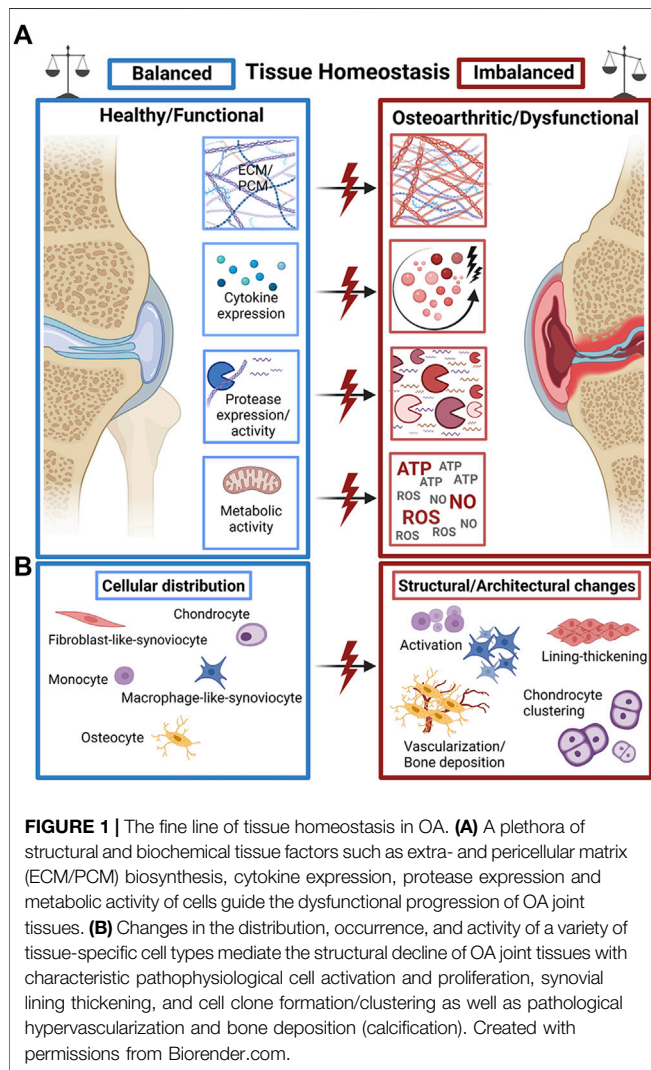 A
Balanced Tissue Homeostasis Imbalanced
Healthy/Functional
Osteoarthritic/Dysfunctional
ECM/
PCM
Cytokine
expression
Protease
expression/
activity
Metabolic
activity
ATP ATP
ATP ATP
ROS NO NO
ROS NO
ROS ROS
B
Cellular distribution
Chondrocyte
Fibroblast-like-synoviocyte
Monocyte
Macrophage-like-synoviocyte
Osteocyte
Structural/Architectural changes
Activation
Lining-thickening
Chondrocyte
clustering
Vascularization/
Bone deposition
FIGURE 1 | The fine line of tissue homeostasis in OA. (A) A plethora of
structural and biochemical tissue factors such as extra- and pericellular matrix
(ECM/PCM) biosynthesis, cytokine expression, protease expression and
metabolic activity of cells guide the dysfunctional progression of OA joint
tissues. (B) Changes in the distribution, occurrence, and activity of a variety of
tissue-specific cell types mediate the structural decline of OA joint tissues with
characteristic pathophysiological cell activation and proliferation, synovial
lining thickening, and cell clone formation/clustering as well as pathological
hypervascularization and bone deposition (calcification). Created with
permissions from Biorender.com.